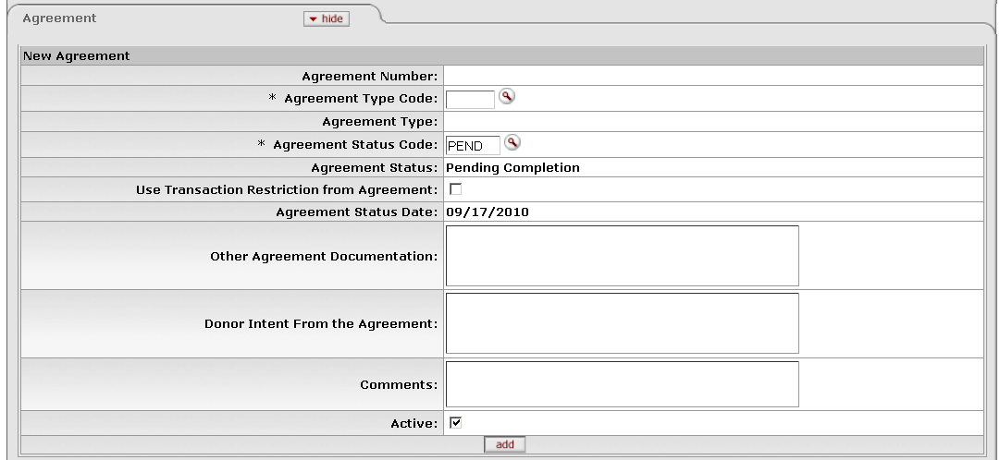 Agreement hide
New Agreement
Agreement Number:
* Agreement Type Code:
Agreement Type:
* Agreement Status Code: PEND
Agreement Status: Pending Completion
Use Transaction Restriction from Agreement:
Agreement Status Date: 09/17/2010
Other Agreement Documentation:
Donor Intent From the Agreement:
Comments:
Active:
add